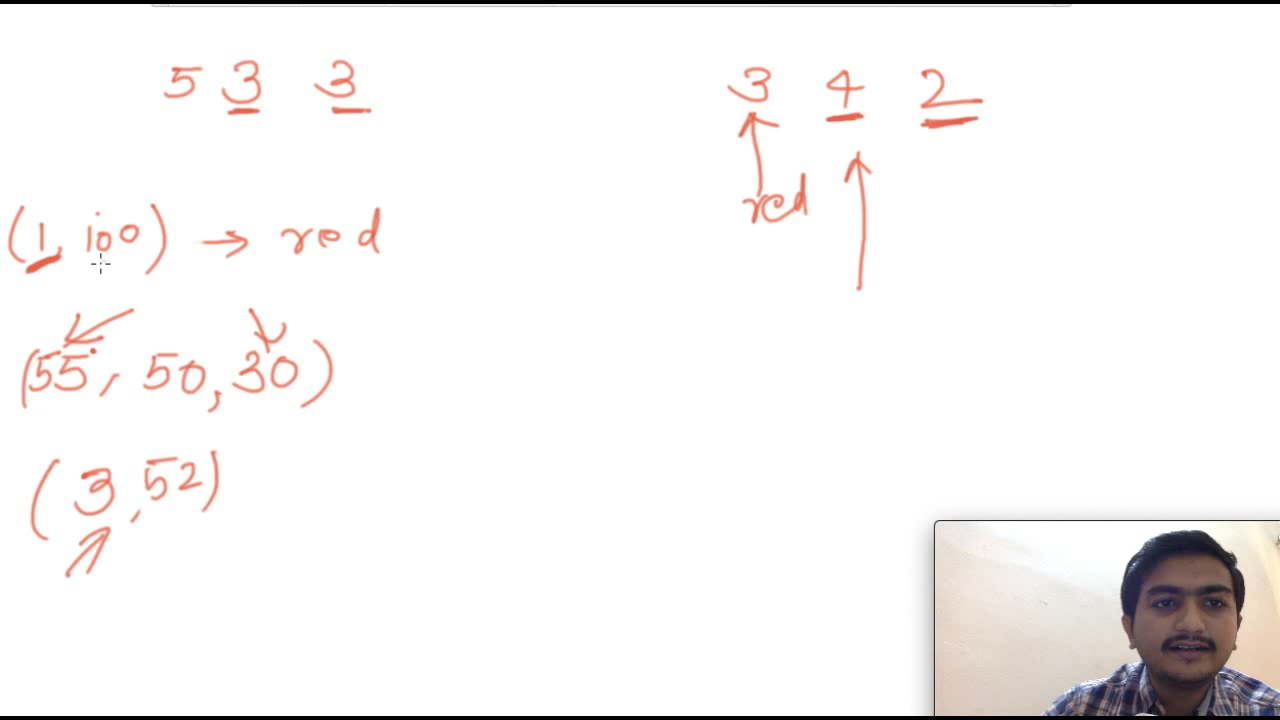 5 3 3
3 4 2
red
(1, 100) → red
(55, 50, 30)
(3, 52)